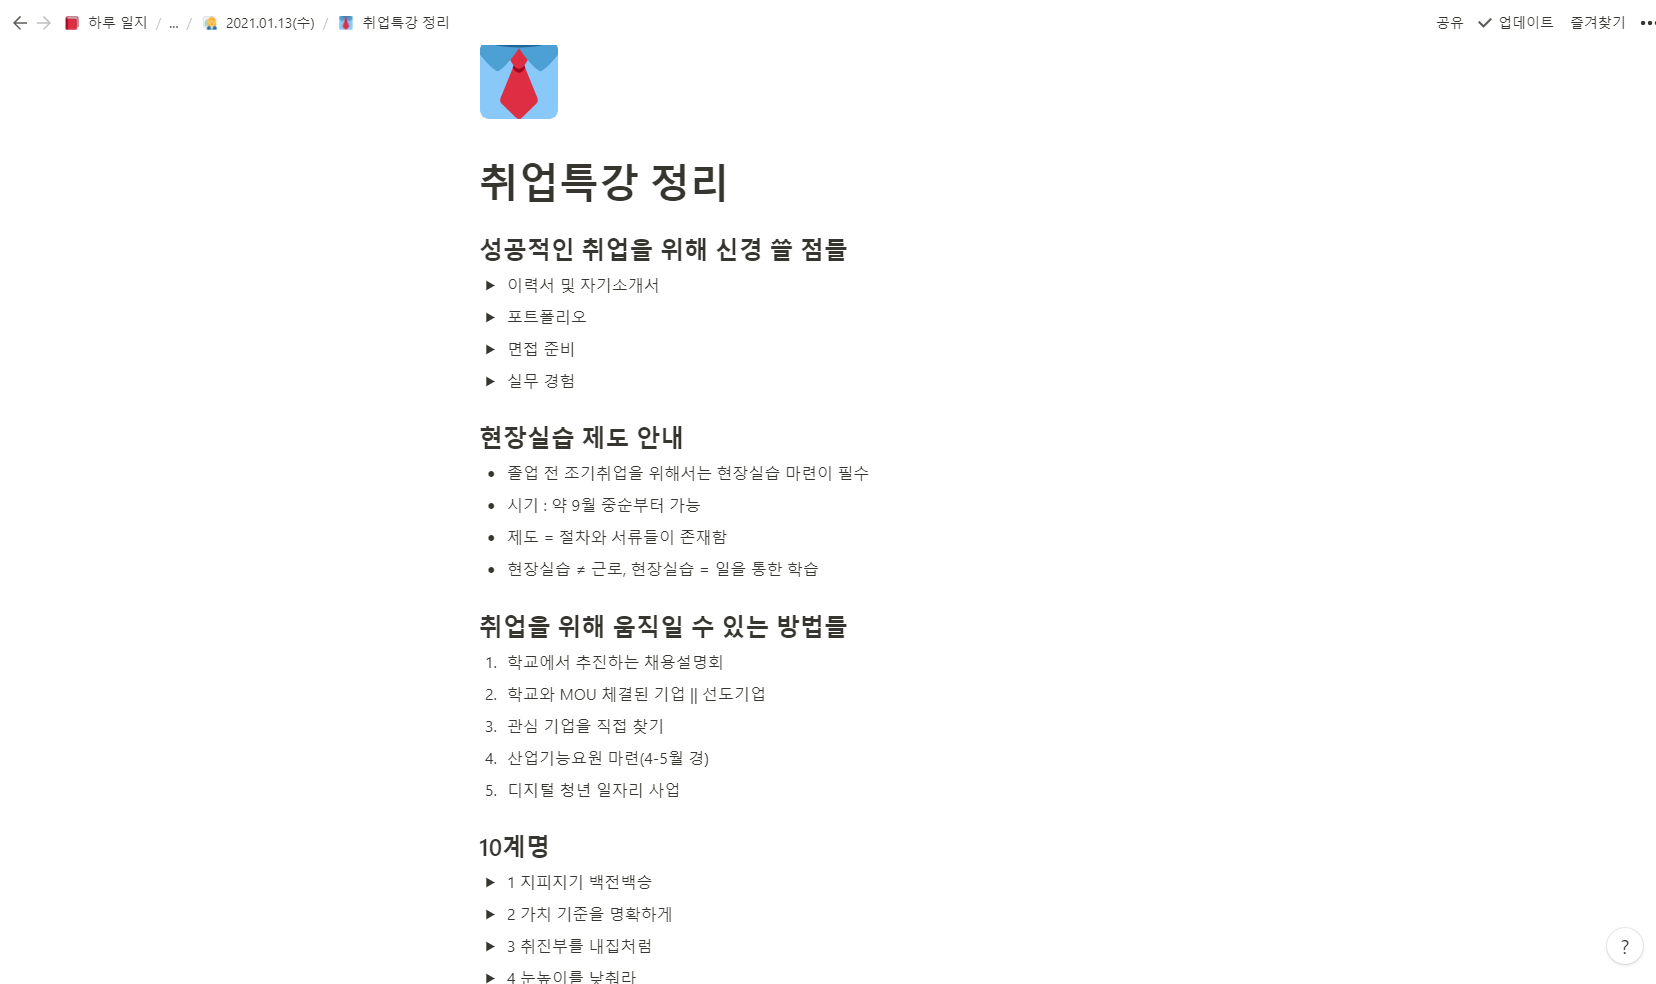 하루 일지 / ... / 2021.01.13(수) / 취업특강 정리
공유 업데이트 즐겨찾기
취업특강 정리
성공적인 취업을 위해 신경 쓸 점들
이력서 및 자기소개서
포트폴리오
면접 준비
실무 경험
현장실습 제도 안내
• 졸업 전 조기취업을 위해서는 현장실습 마련이 필수
• 시기 : 약 9월 중순부터 가능
• 제도 = 절차와 서류들이 존재함
• 현장실습 ≠ 근로, 현장실습 = 일을 통한 학습
취업을 위해 움직일 수 있는 방법들
1. 학교에서 추진하는 채용설명회
2. 학교와 MOU 체결된 기업 || 선도기업
3. 관심 기업을 직접 찾기
4. 산업기능요원 마련(4-5월 경)
5. 디지털 청년 일자리 사업
10계명
1 지피지기 백전백승
2 가치 기준을 명확하게
3 취진부를 내집처럼
4 눈높이를 낮춰라
?